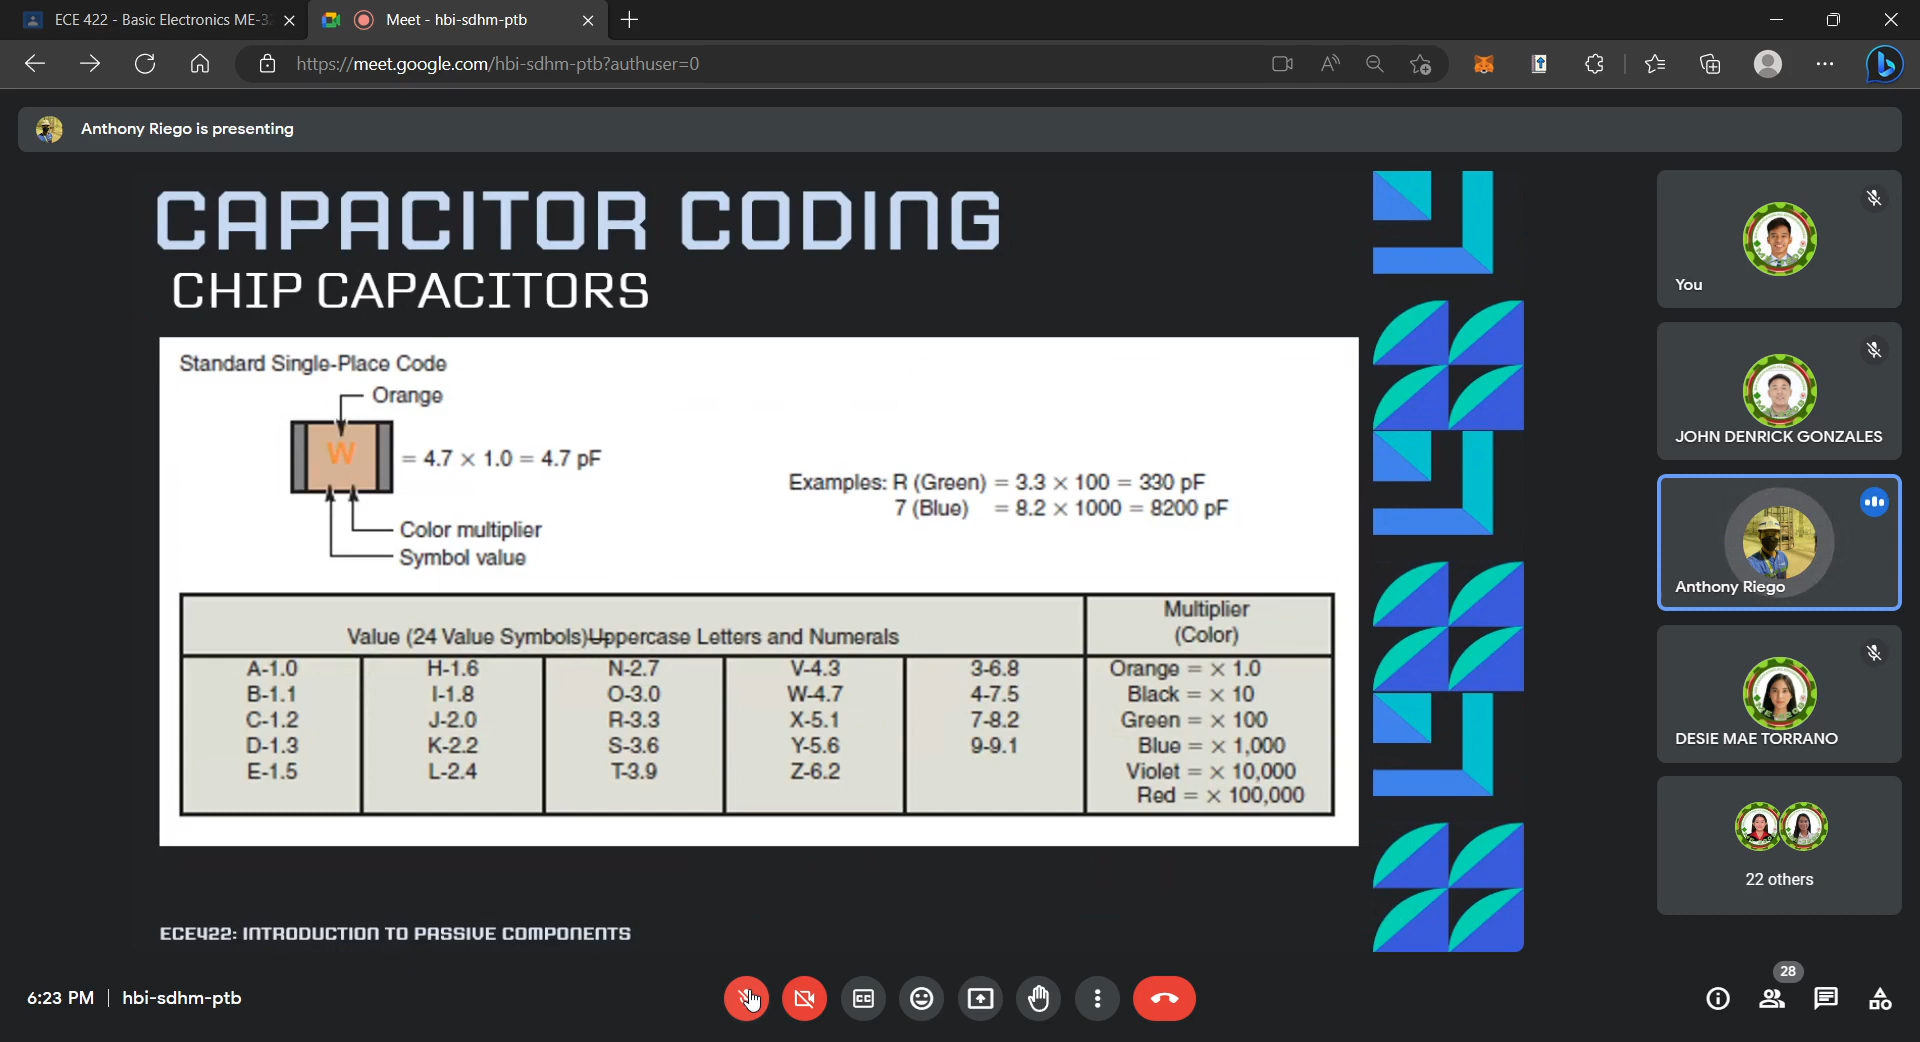 ECE 422 - Basic Electronics ME-32
Meet - hbi-sdhm-ptb
https://meet.google.com/hbi-sdhm-ptb?authuser=0
Anthony Riego is presenting
CAPACITOR CODING
CHIP CAPACITORS
Standard Single-Place Code
Orange
W
= 4.7 × 1.0 = 4.7 pF
Color multiplier
Symbol value
Examples: R (Green) = 3.3 × 100 = 330 pF
7 (Blue) = 8.2 × 1000 = 8200 pF
Value (24 Value Symbols)—Uppercase Letters and Numerals
Multiplier
(Color)
A-1.0 H-1.6 N-2.7 V-4.3 3-6.8 Orange = × 1.0
B-1.1 I-1.8 O-3.0 W-4.7 4-7.5 Black = × 10
C-1.2 J-2.0 R-3.3 X-5.1 7-8.2 Green = × 100
D-1.3 K-2.2 S-3.6 Y-5.6 9-9.1 Blue = × 1,000
E-1.5 L-2.4 T-3.9 Z-6.2 Violet = × 10,000
Red = × 100,000
ECE422: INTRODUCTION TO PASSIVE COMPONENTS
You
JOHN DENRICK GONZALES
Anthony Riego
DESIE MAE TORRANO
22 others
6:23 PM | hbi-sdhm-ptb
28